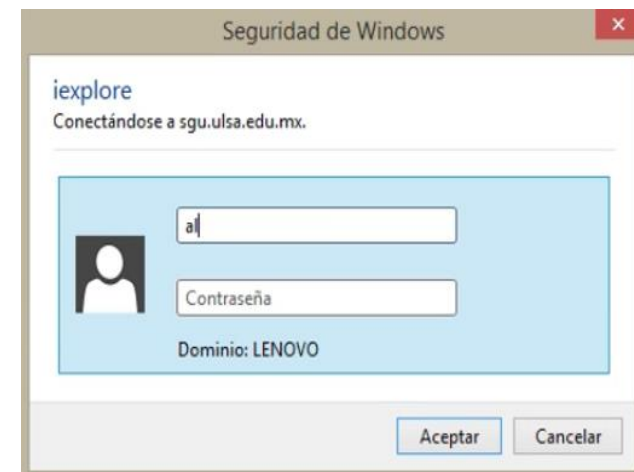 Seguridad de Windows
iexplore
Conectándose a sgu.ulsa.edu.mx.
al
Contraseña
Dominio: LENOVO
Aceptar
Cancelar